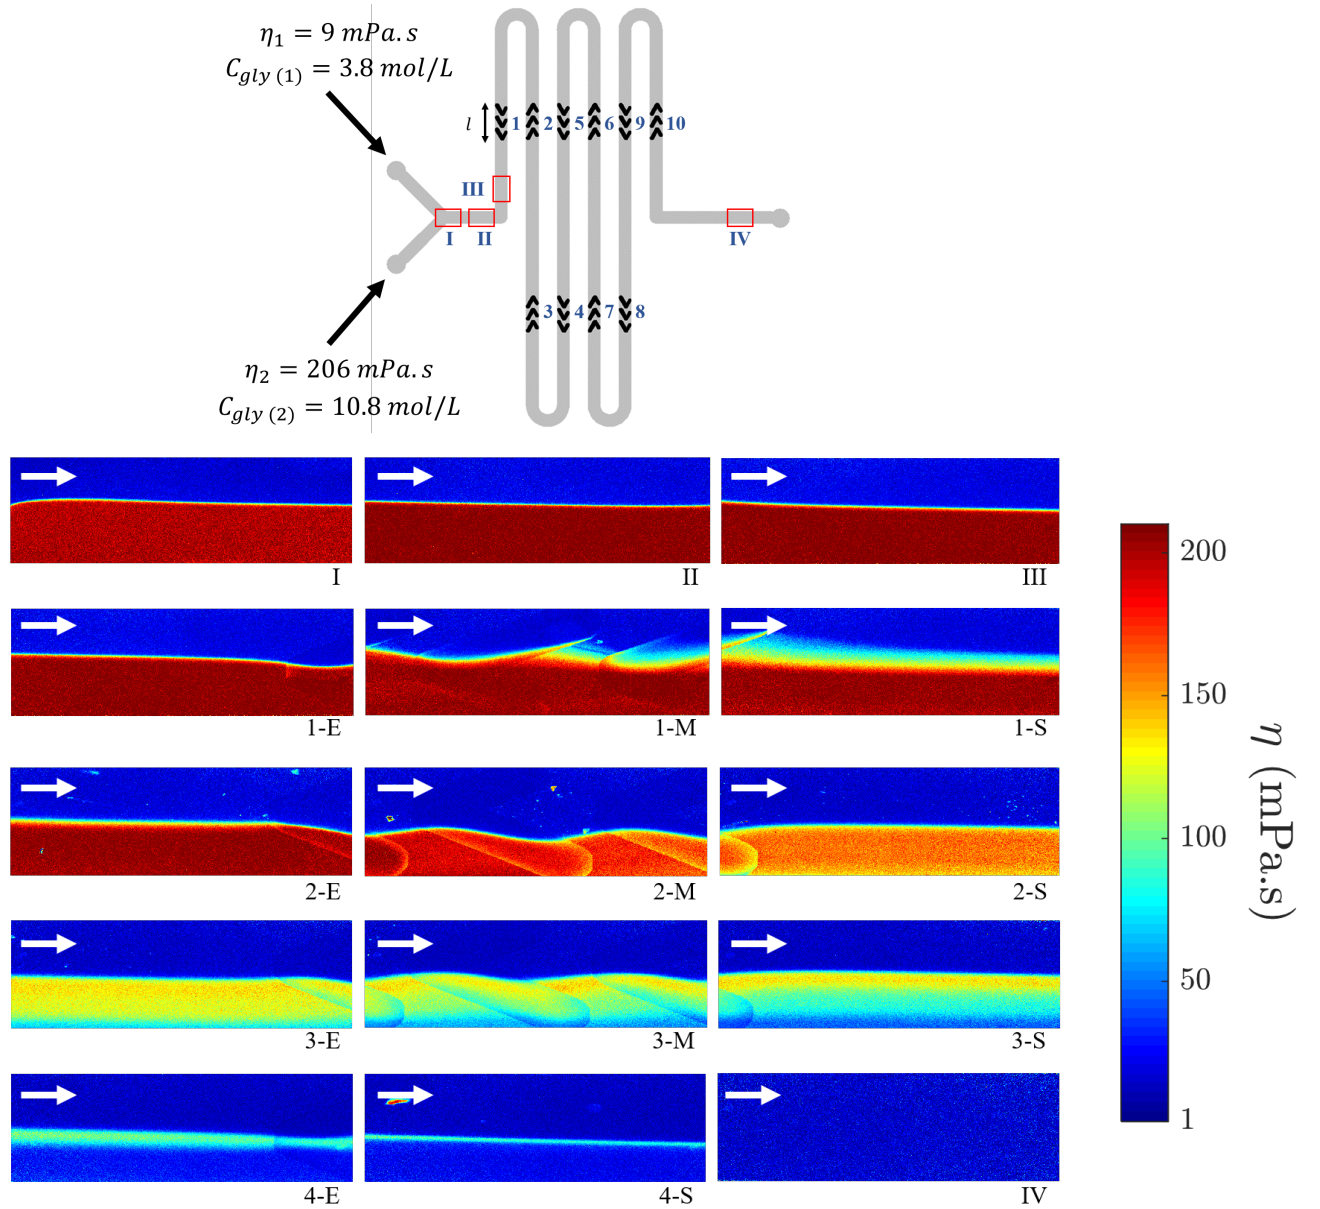 η₁ = 9 mPa.s
C_gly (1) = 3.8 mol/L
l
1 2 5 6 9 10
III
I II IV
3 4 7 8
η₂ = 206 mPa.s
C_gly (2) = 10.8 mol/L
I II III
1-E 1-M 1-S
2-E 2-M 2-S
3-E 3-M 3-S
4-E 4-S IV
200
150
100
50
1
η (mPa.s)